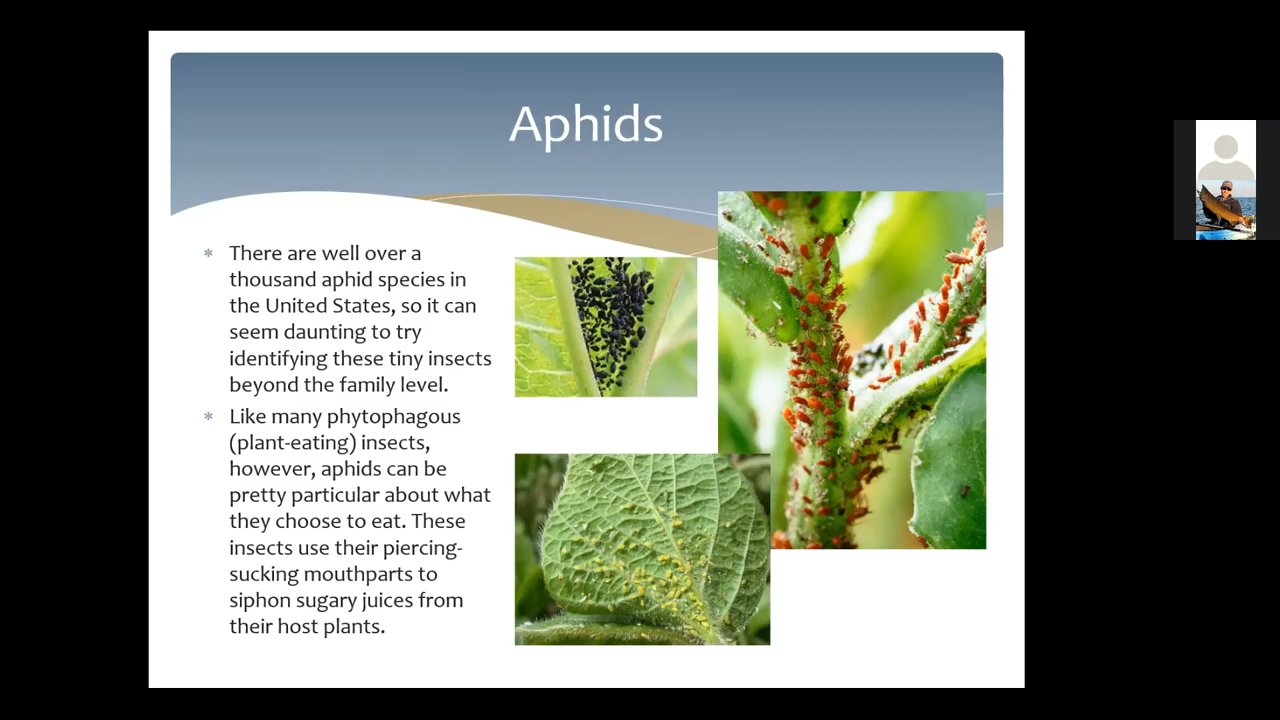 Aphids
There are well over a
thousand aphid species in
the United States, so it can
seem daunting to try
identifying these tiny insects
beyond the family level.
Like many phytophagous
(plant-eating) insects,
however, aphids can be
pretty particular about what
they choose to eat. These
insects use their piercing-
sucking mouthparts to
siphon sugary juices from
their host plants.